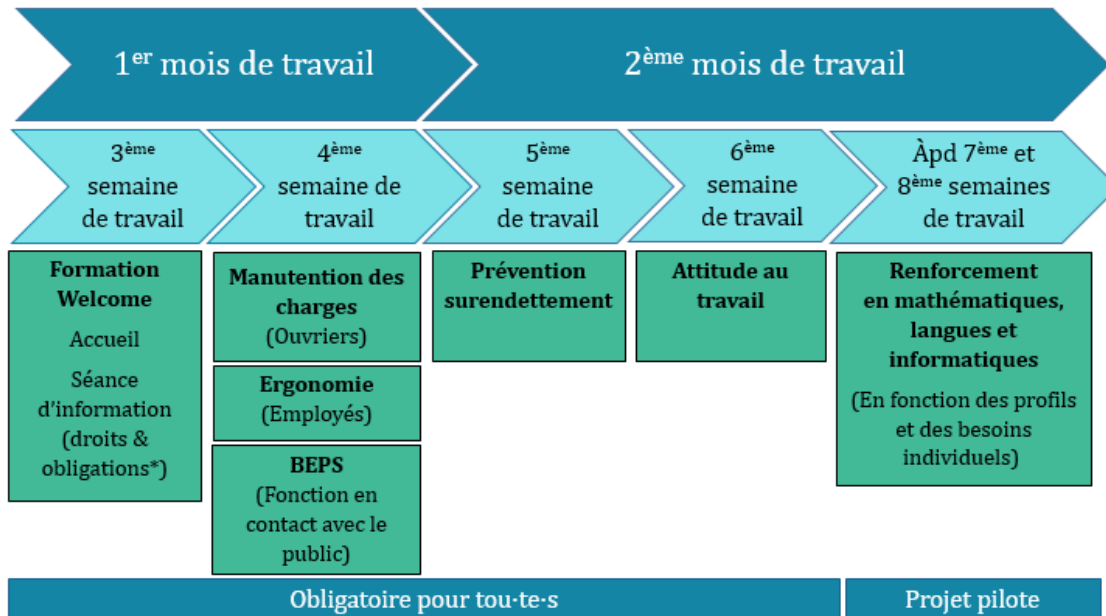 1er mois de travail
2ème mois de travail
3ème
semaine
de travail
4ème
semaine de
travail
5ème
semaine
de travail
6ème
semaine
de travail
Àpd 7ème et
8ème semaines
de travail
Formation
Welcome
Accueil
Séance
d'information
(droits &
obligations*)
Manutention des
charges
(Ouvriers)
Ergonomie
(Employés)
BEPS
(Fonction en
contact avec le
public)
Prévention
surendettement
Attitude au
travail
Renforcement
en mathématiques,
langues et
informatiques
(En fonction des profils
et des besoins
individuels)
Obligatoire pour tou·te·s
Projet pilote